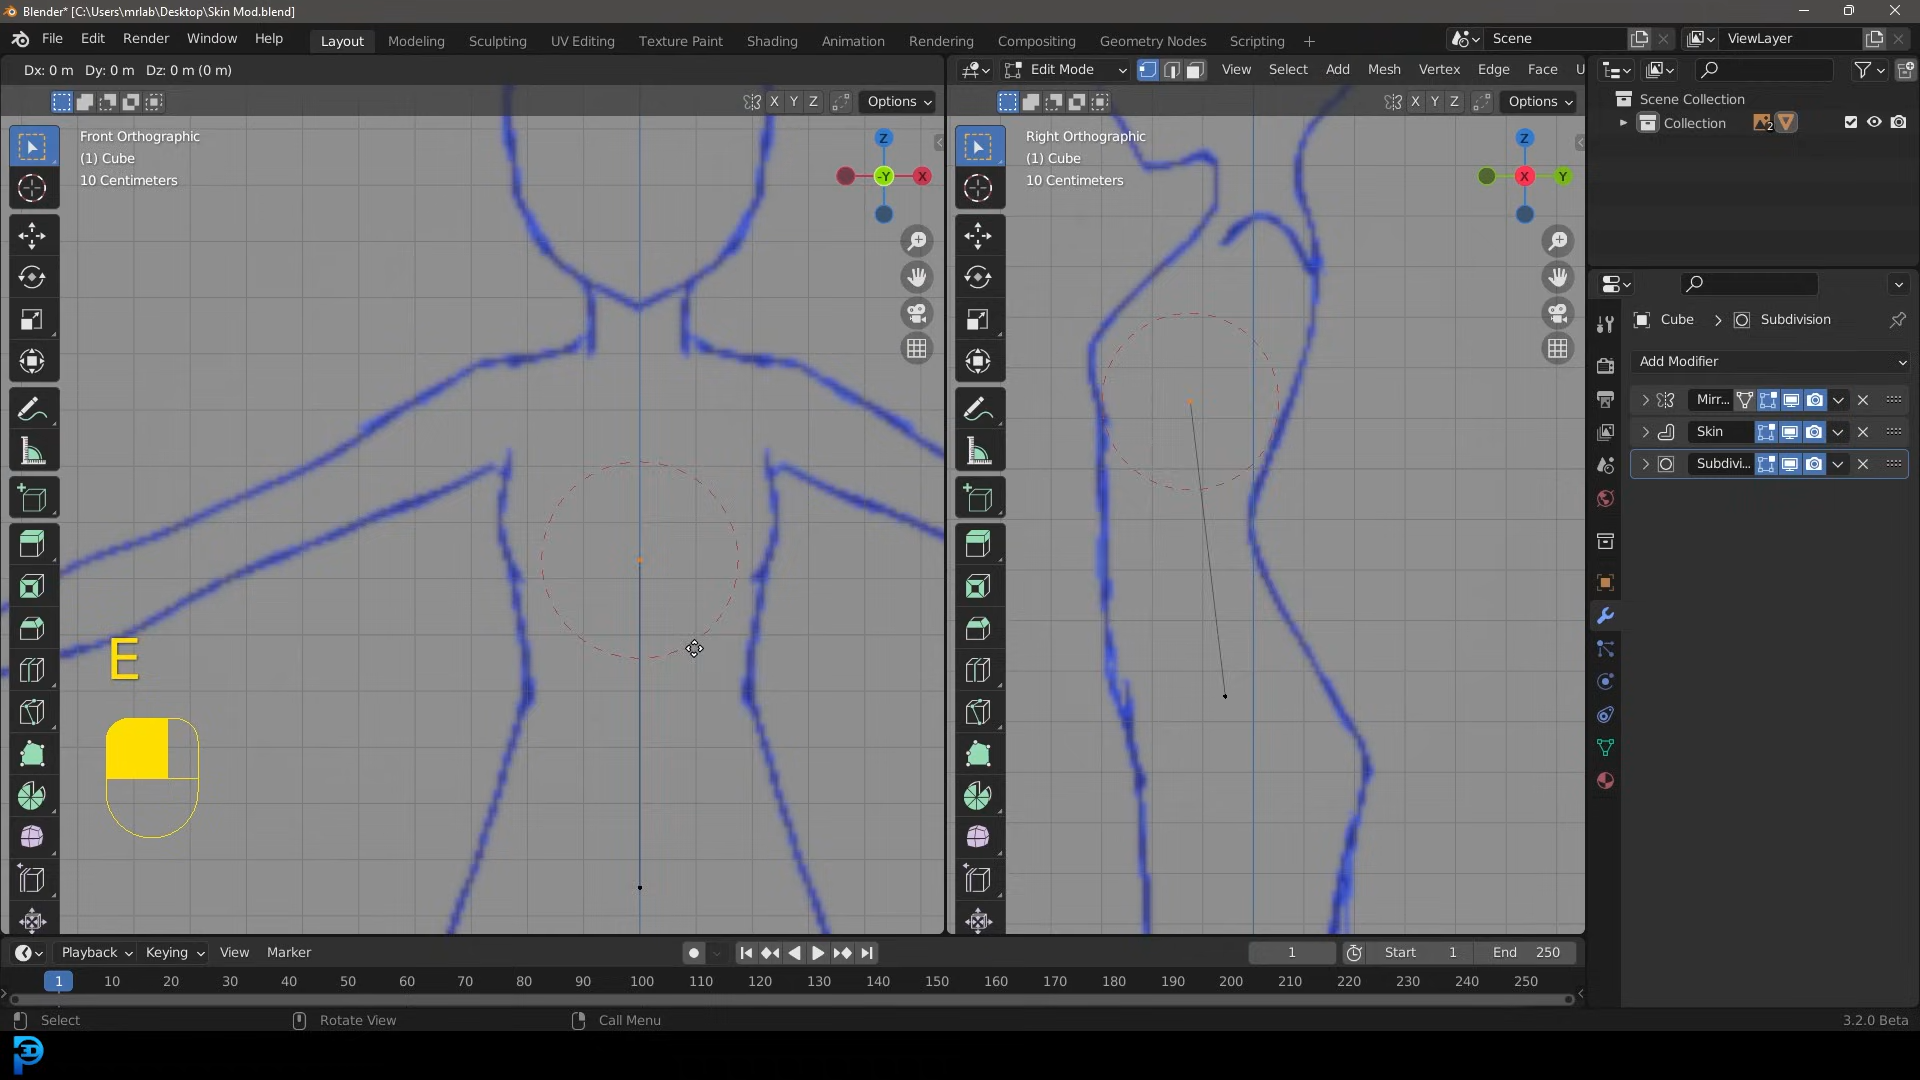 Blender* [C:\Users\mrlab\Desktop\Skin Mod.blend]
File Edit Render Window Help Layout Modeling Sculpting UV Editing Texture Paint Shading Animation Rendering Compositing Geometry Nodes Scripting + Scene ViewLayer
Dx: 0 m Dy: 0 m Dz: 0 m (0 m) Edit Mode View Select Add Mesh Vertex Edge Face U
X Y Z Options X Y Z Options
Scene Collection
Collection 2
Front Orthographic
(1) Cube
10 Centimeters
Z
-Y X
Right Orthographic
(1) Cube
10 Centimeters
Z
X Y
Cube > Subdivision
Add Modifier
Mirr...
Skin
Subdivi...
E
Playback Keying View Marker 1 Start 1 End 250
1 10 20 30 40 50 60 70 80 90 100 110 120 130 140 150 160 170 180 190 200 210 220 230 240 250
Select Rotate View Call Menu 3.2.0 Beta